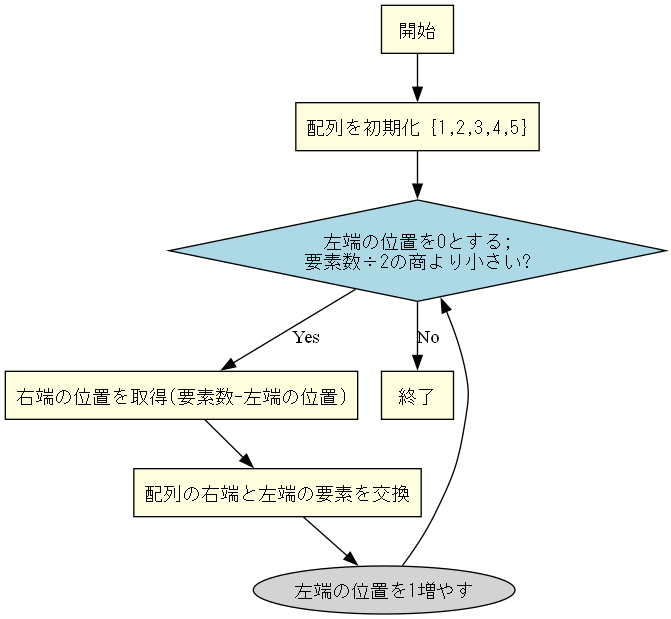 開始
配列を初期化 {1,2,3,4,5}
左端の位置を0とする;
要素数÷2の商より小さい?
Yes
No
右端の位置を取得(要素数-左端の位置)
終了
配列の右端と左端の要素を交換
左端の位置を1増やす